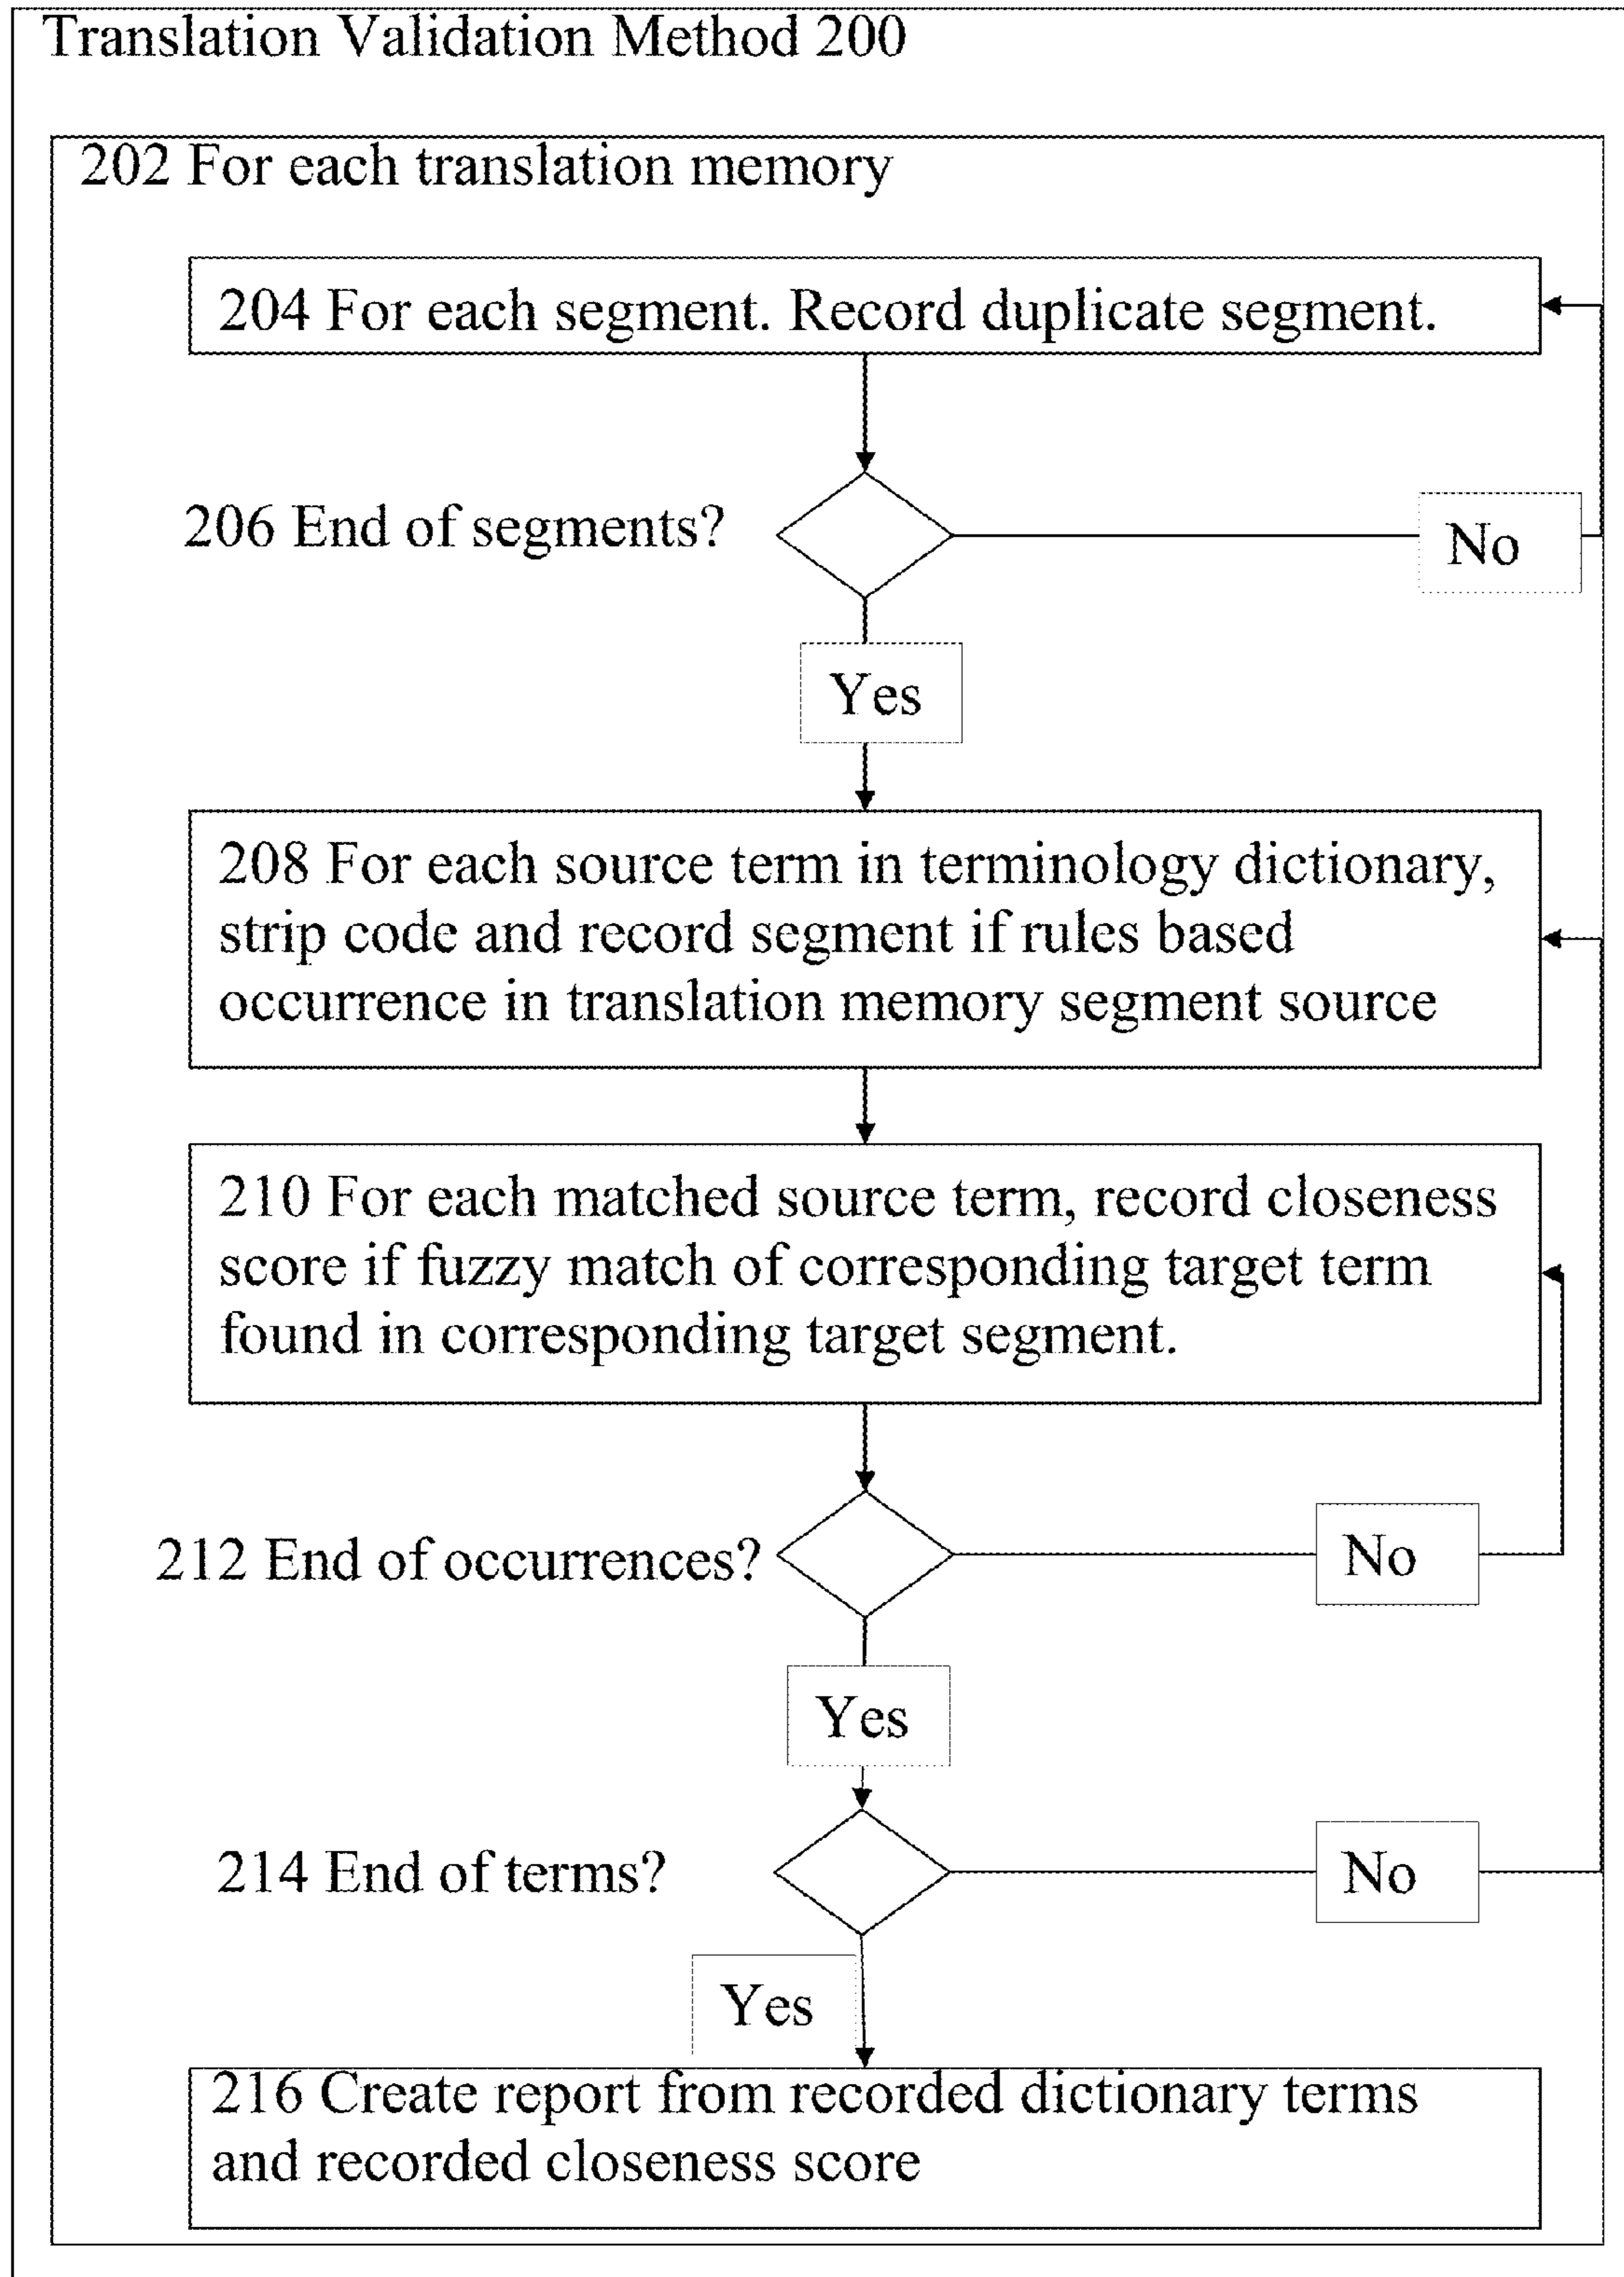 Translation Validation Method 200
202 For each translation memory
204 For each segment. Record duplicate segment.
206 End of segments?
No
Yes
208 For each source term in terminology dictionary,
strip code and record segment if rules based
occurrence in translation memory segment source
210 For each matched source term, record closeness
score if fuzzy match of corresponding target term
found in corresponding target segment.
212 End of occurrences?
No
Yes
214 End of terms?
No
Yes
216 Create report from recorded dictionary terms
and recorded closeness score